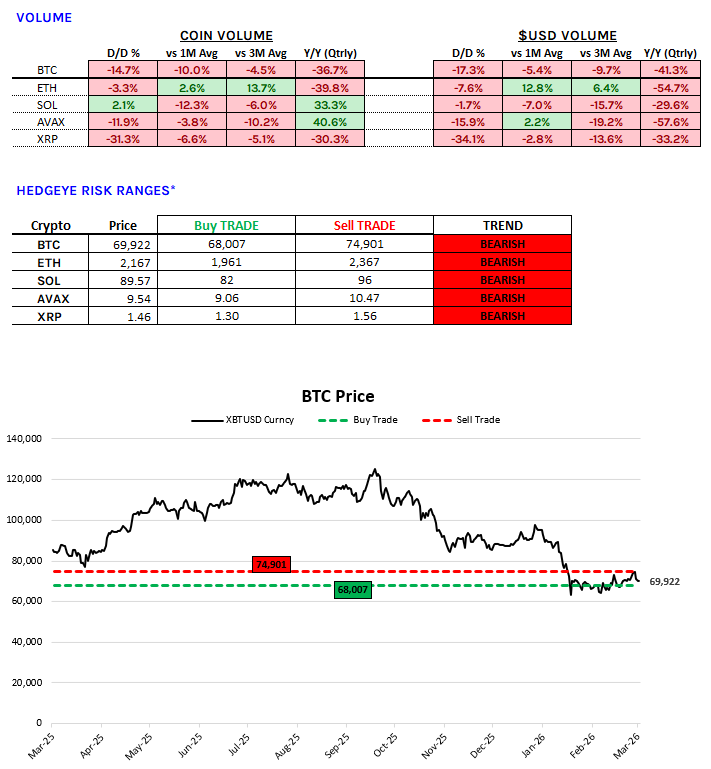 VOLUME
COIN VOLUME $USD VOLUME
D/D % vs 1M Avg vs 3M Avg Y/Y (Qtrly) D/D % vs 1M Avg vs 3M Avg Y/Y (Qtrly)
BTC -14.7% -10.0% -4.5% -36.7% -17.3% -5.4% -9.7% -41.3%
ETH -3.3% 2.6% 13.7% -39.8% -7.6% 12.8% 6.4% -54.7%
SOL 2.1% -12.3% -6.0% 33.3% -1.7% -7.0% -15.7% -29.6%
AVAX -11.9% -3.8% -10.2% 40.6% -15.9% 2.2% -19.2% -57.6%
XRP -31.3% -6.6% -5.1% -30.3% -34.1% -2.8% -13.6% -33.2%
HEDGEYE RISK RANGES*
Crypto Price Buy TRADE Sell TRADE TREND
BTC 69,922 68,007 74,901 BEARISH
ETH 2,167 1,961 2,367 BEARISH
SOL 89.57 82 96 BEARISH
AVAX 9.54 9.06 10.47 BEARISH
XRP 1.46 1.30 1.56 BEARISH
BTC Price
XBTUSD Curncy Buy Trade Sell Trade
140,000
120,000
100,000
80,000
74,901
68,007
69,922
60,000
40,000
20,000
0
Mar-25 Apr-25 May-25 Jun-25 Jul-25 Aug-25 Sep-25 Oct-25 Nov-25 Dec-25 Jan-26 Feb-26 Mar-26